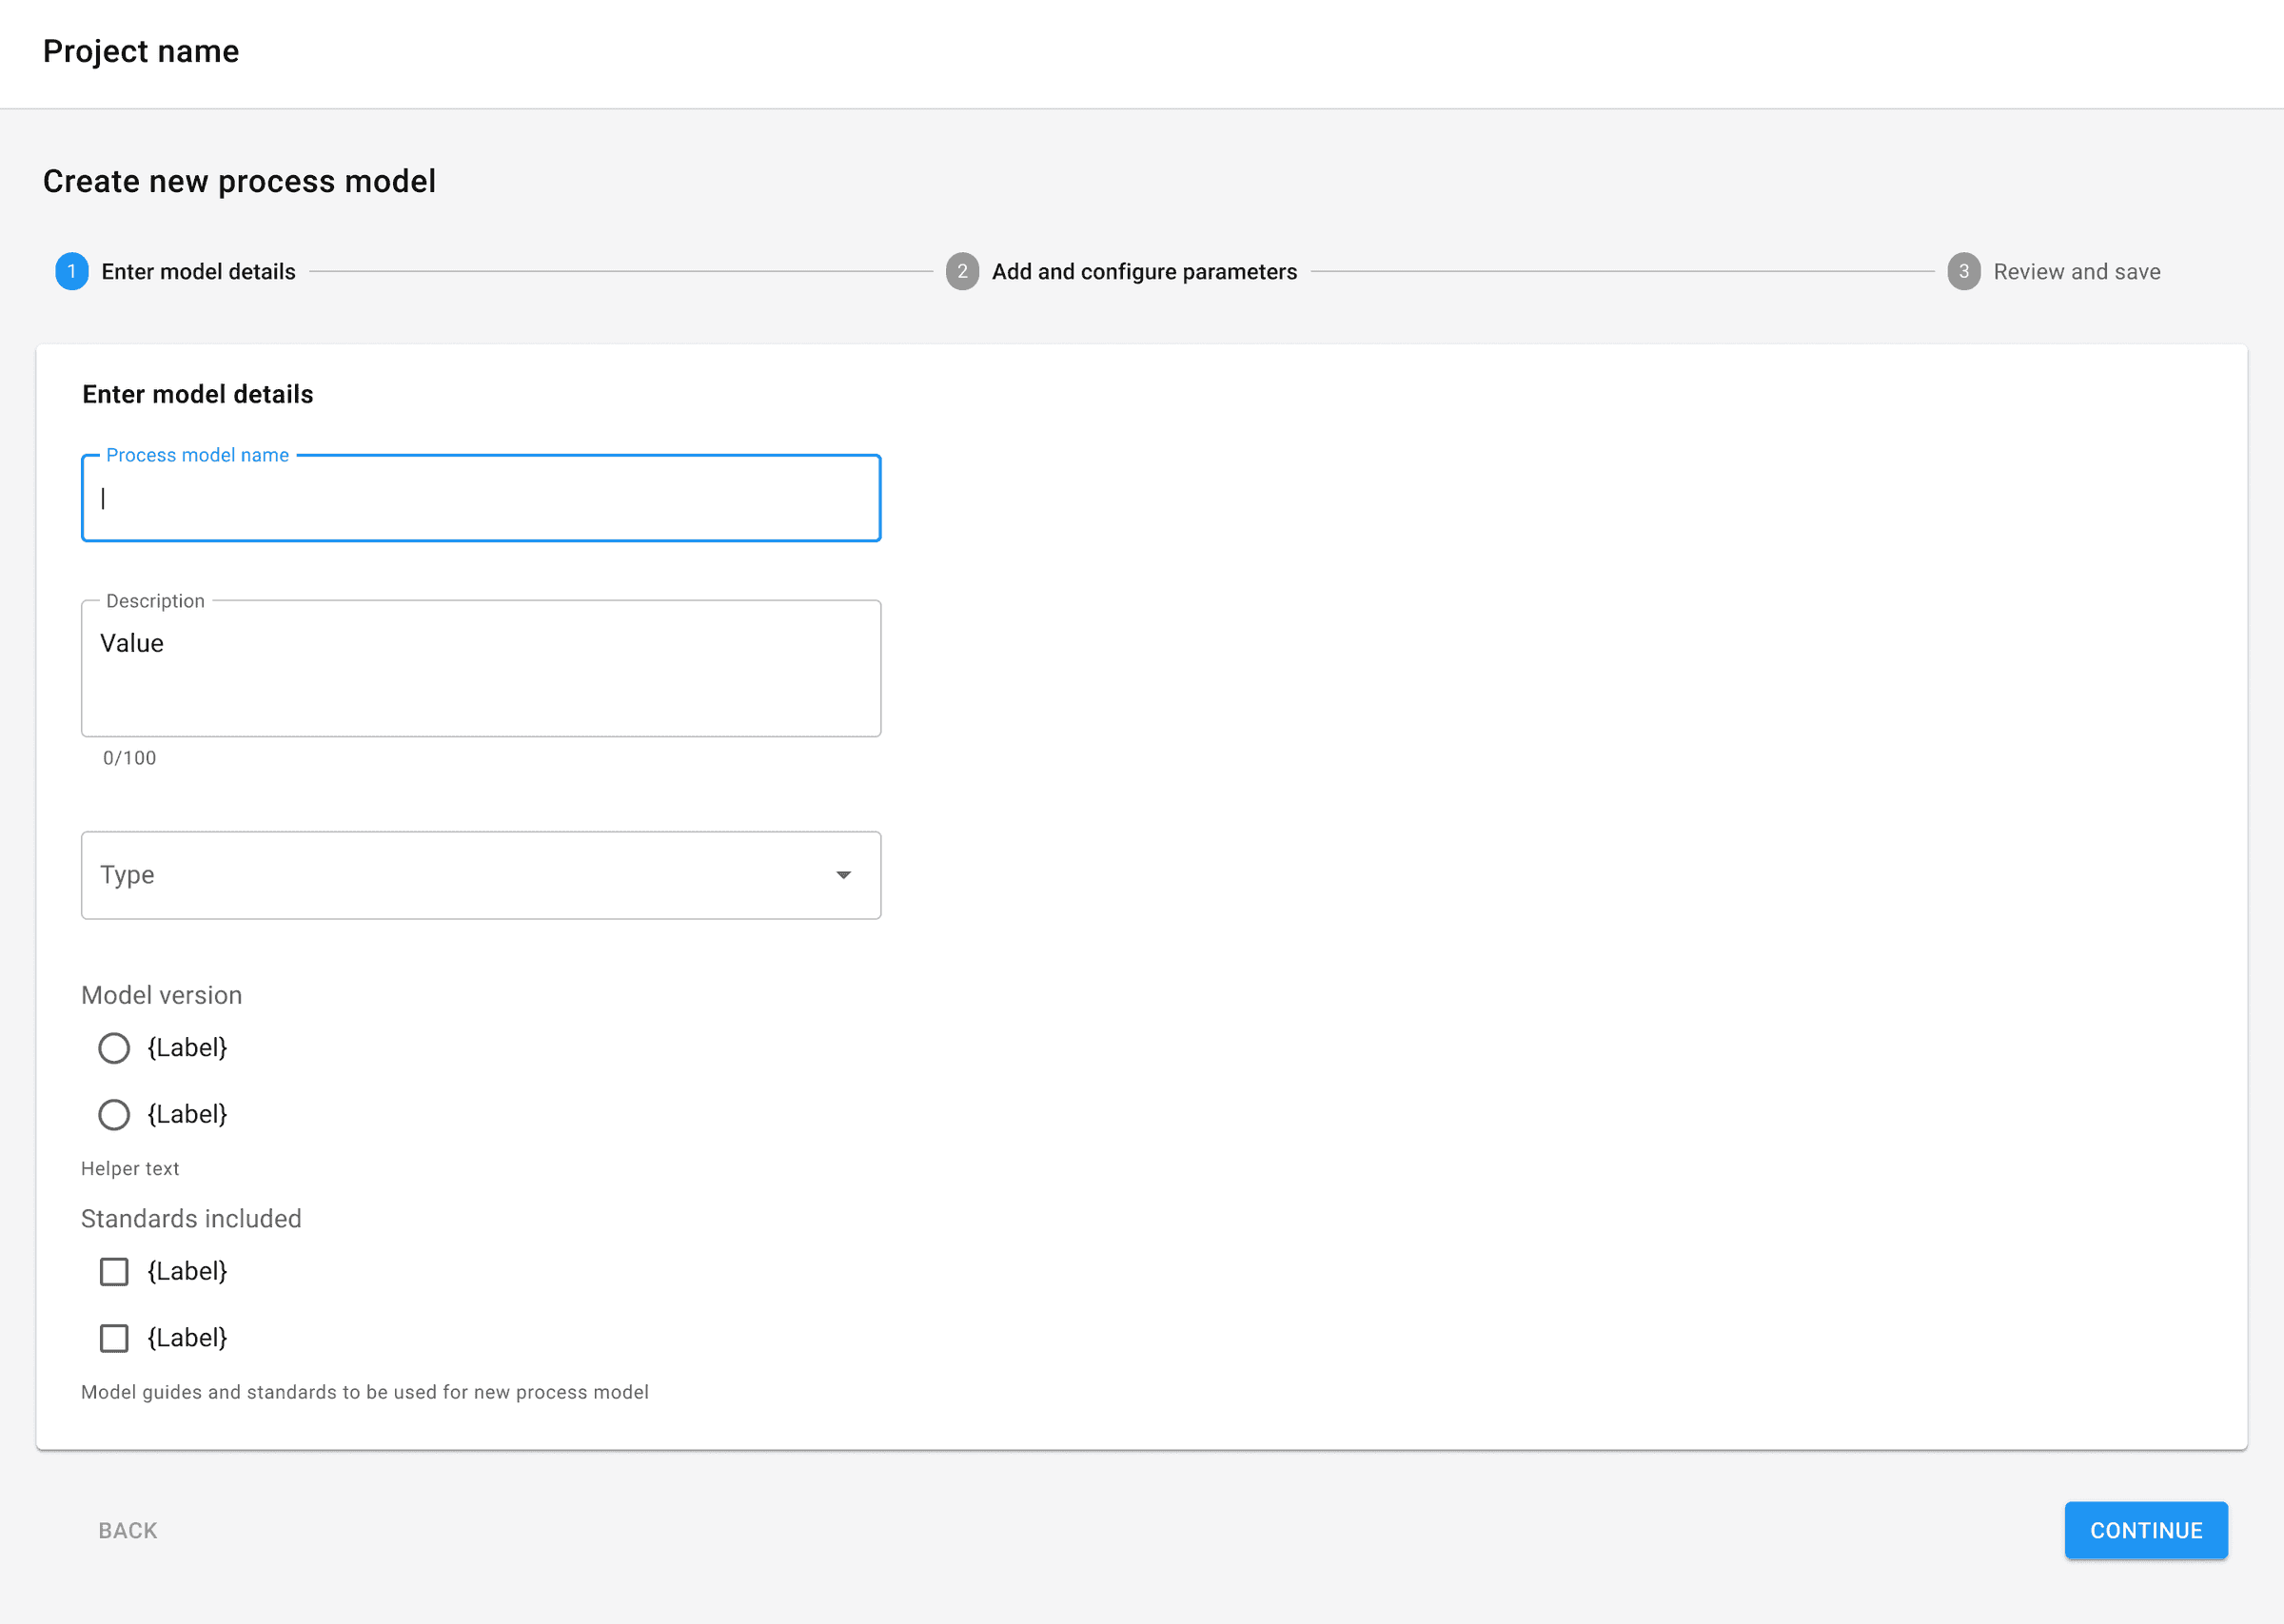 Project name
Create new process model
1 Enter model details 2 Add and configure parameters 3 Review and save
Enter model details
Process model name
Description
Value
0/100
Type
Model version
{Label}
{Label}
Helper text
Standards included
{Label}
{Label}
Model guides and standards to be used for new process model
BACK CONTINUE